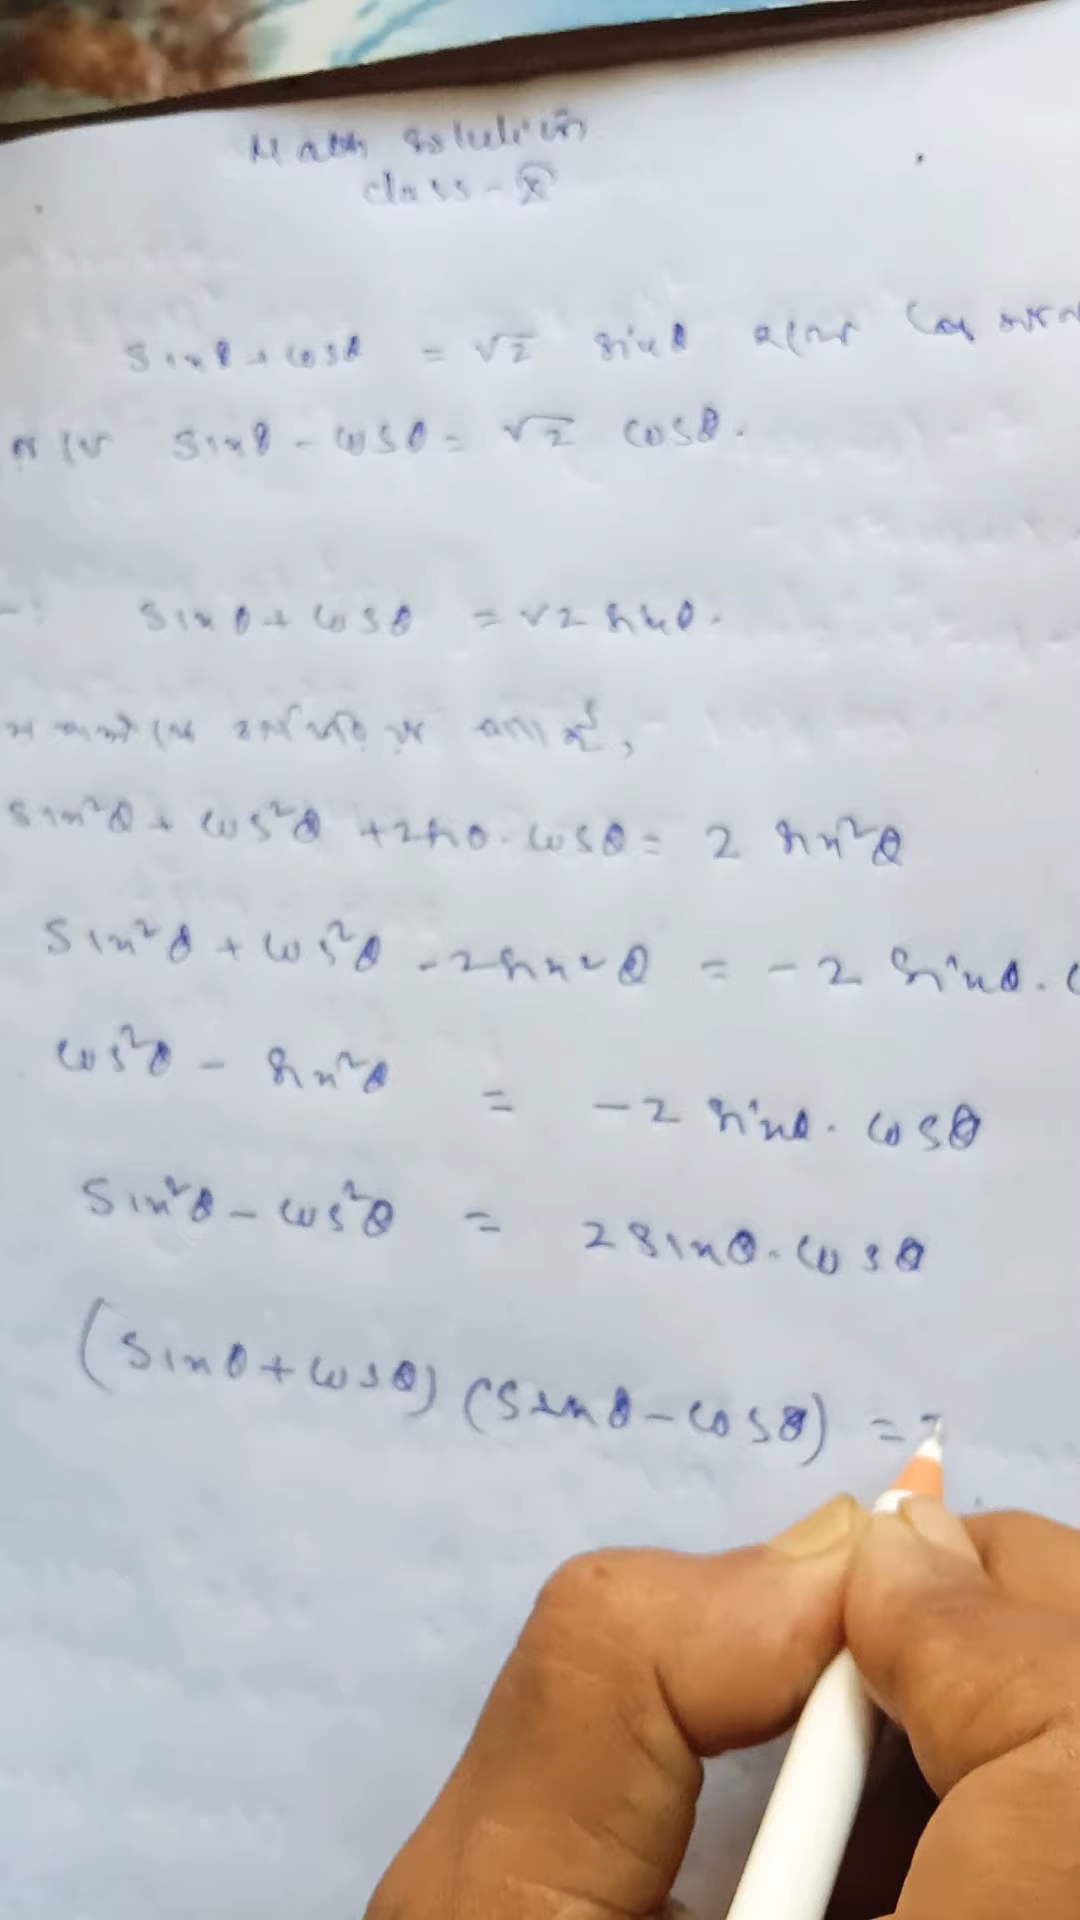 Math solution
class - X
sinθ + cosθ = √2 sinθ
sinθ - cosθ = √2 cosθ.
sinθ + cosθ = √2 sinθ.
sin²θ + cos²θ + 2sinθ. cosθ = 2 sin²θ
sin²θ + cos²θ - 2sin²θ = - 2 sinθ.
cos²θ - sin²θ = - 2 sinθ. cosθ
sin²θ - cos²θ = 2sinθ. cosθ
(sinθ + cosθ) (sinθ - cosθ) =